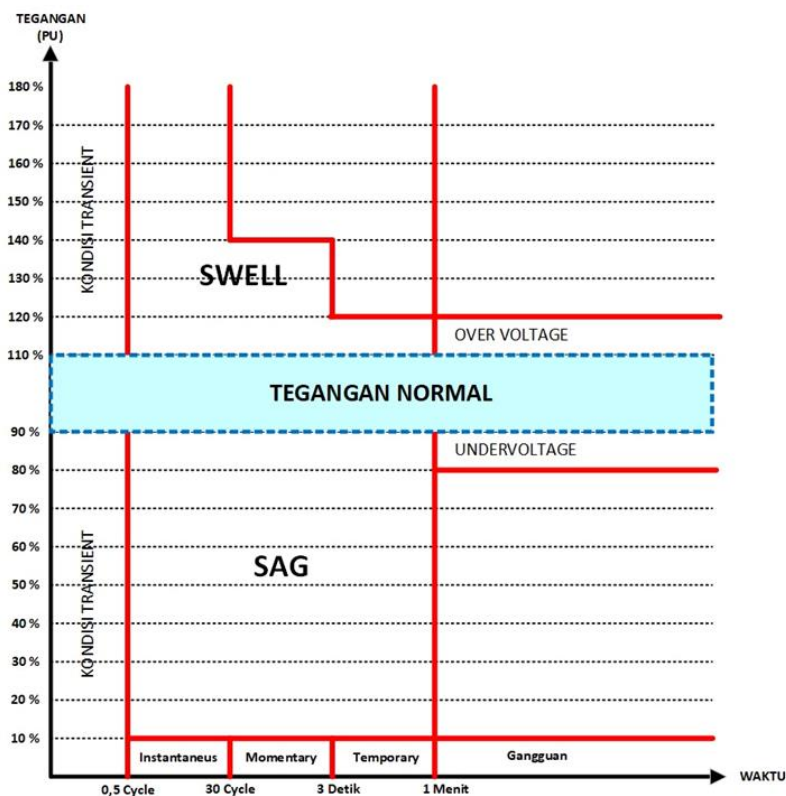 TEGANGAN
(PU)
180 %
170 %
160 %
150 %
140 %
130 %
120 %
110 %
90 %
80 %
70 %
60 %
50 %
40 %
30 %
20 %
10 %
KONDISI TRANSIENT
KONDISI TRANSIENT
SWELL
OVER VOLTAGE
TEGANGAN NORMAL
UNDERVOLTAGE
SAG
Instantaneus
Momentary
Temporary
Gangguan
0,5 Cycle
30 Cycle
3 Detik
1 Menit
WAKTU